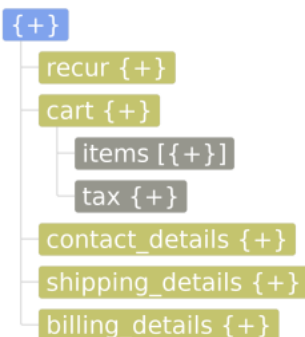 {+}
recur {+}
cart {+}
items [{+}]
tax {+}
contact_details {+}
shipping_details {+}
billing_details {+}